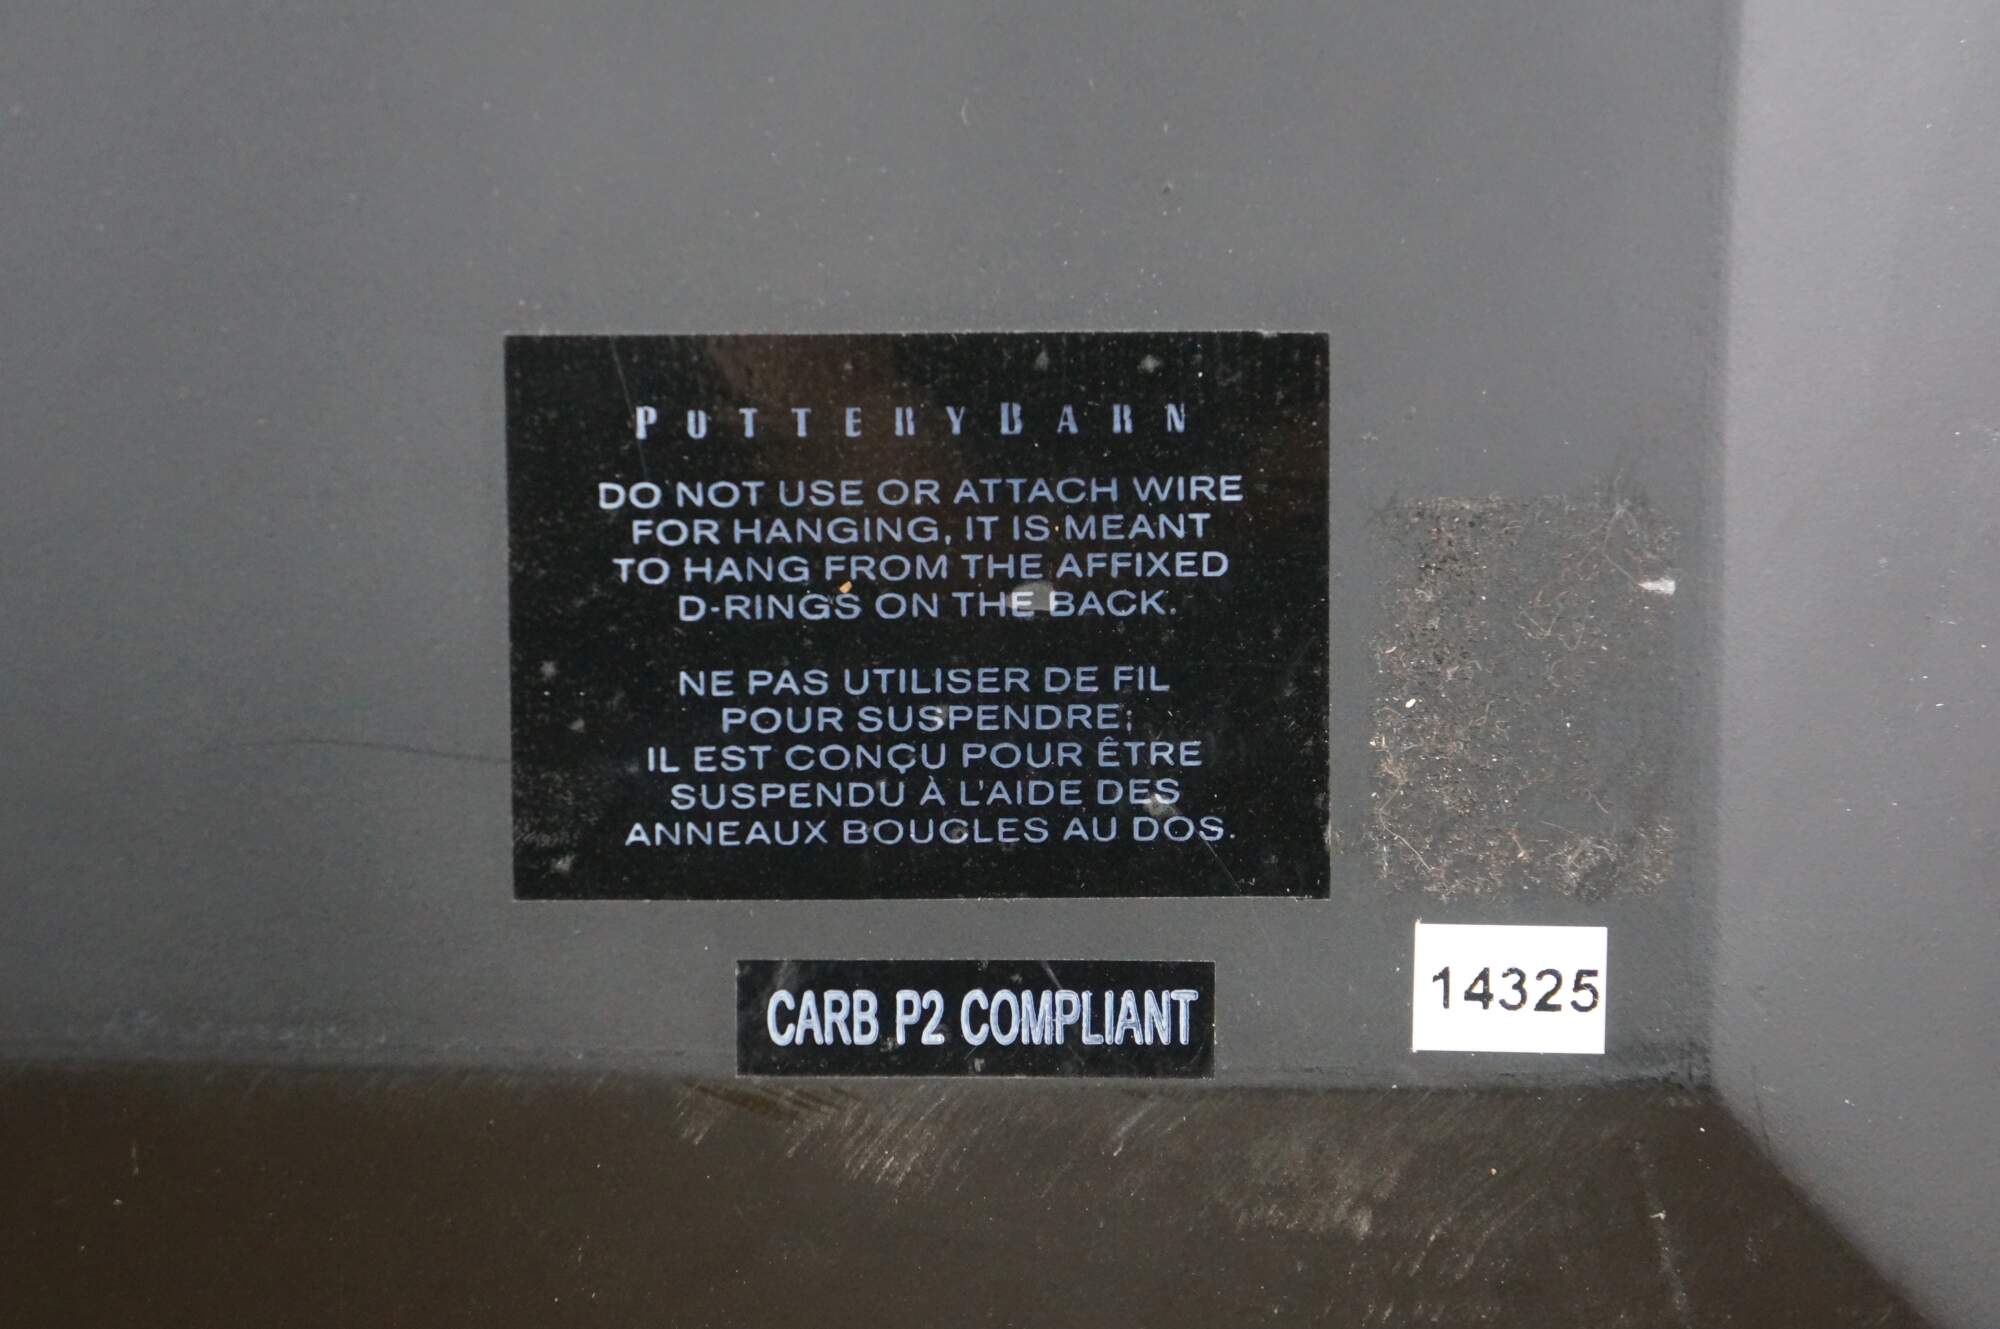 POTTERYBARN
DO NOT USE OR ATTACH WIRE
FOR HANGING, IT IS MEANT
TO HANG FROM THE AFFIXED
D-RINGS ON THE BACK.
NE PAS UTILISER DE FIL
POUR SUSPENDRE;
IL EST CONÇU POUR ÊTRE
SUSPENDU À L'AIDE DES
ANNEAUX BOUCLES AU DOS.
CARB P2 COMPLIANT
14325